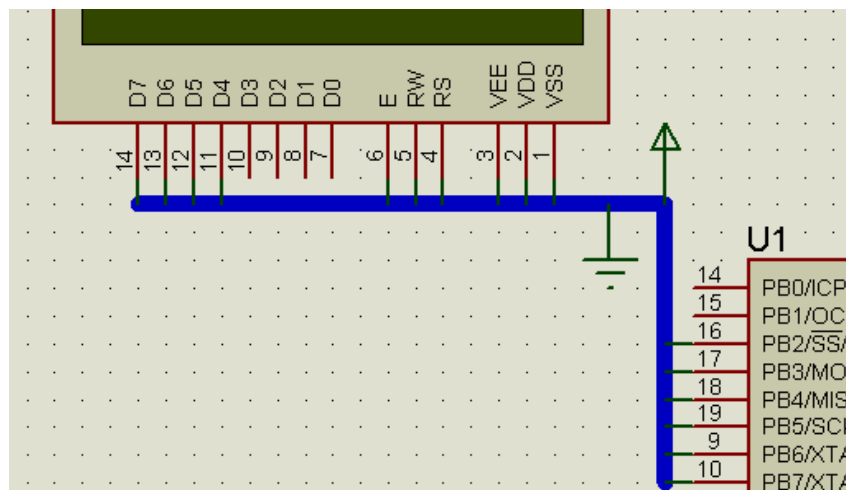 D7 D6 D5 D4 D3 D2 D1 D0 E RW RS VEE VDD VSS
14 13 12 11 10 9 8 7 6 5 4 3 2 1
U1
14 PB0/ICP
15 PB1/OC
16 PB2/SS/
17 PB3/MO
18 PB4/MIS
19 PB5/SCK
9 PB6/XTA
10 PB7/XTA